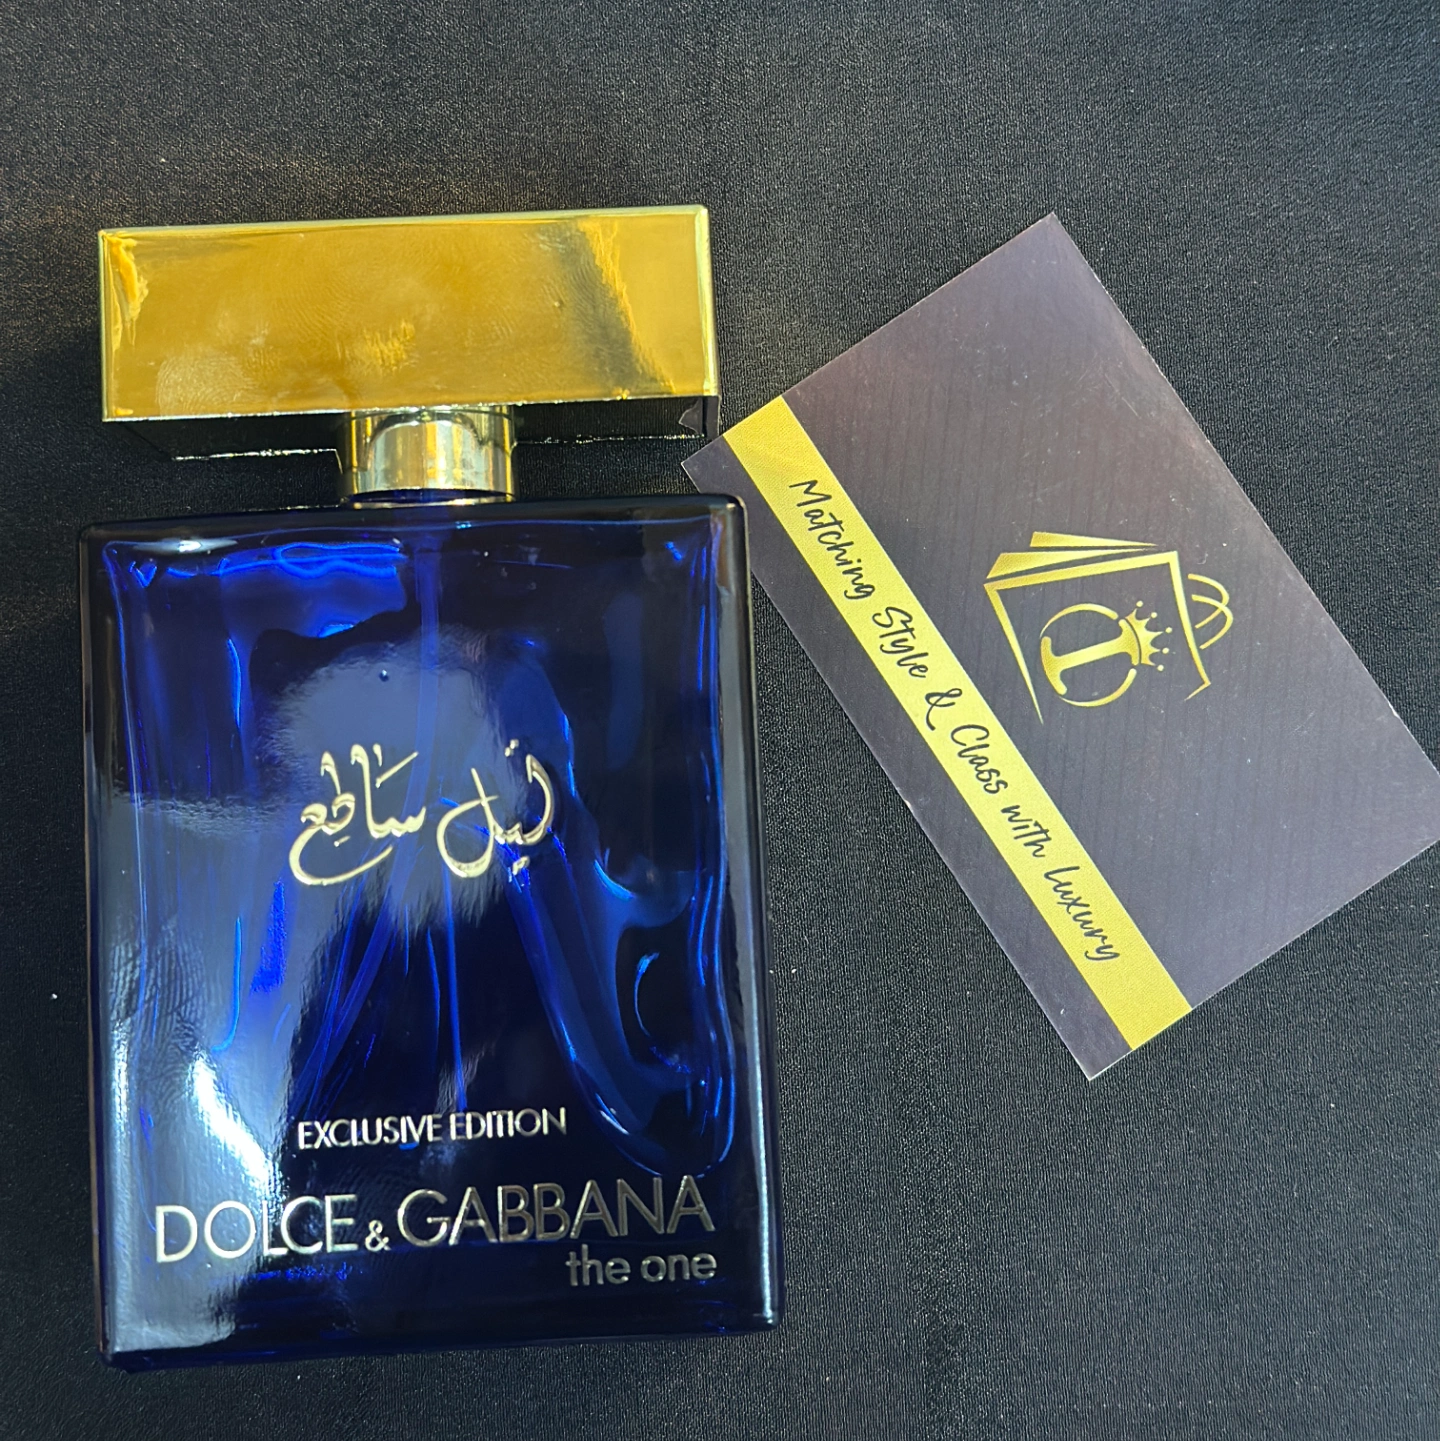 ليل ساطع
EXCLUSIVE EDITION
DOLCE & GABBANA
the one
Matching Style & Class with Luxury